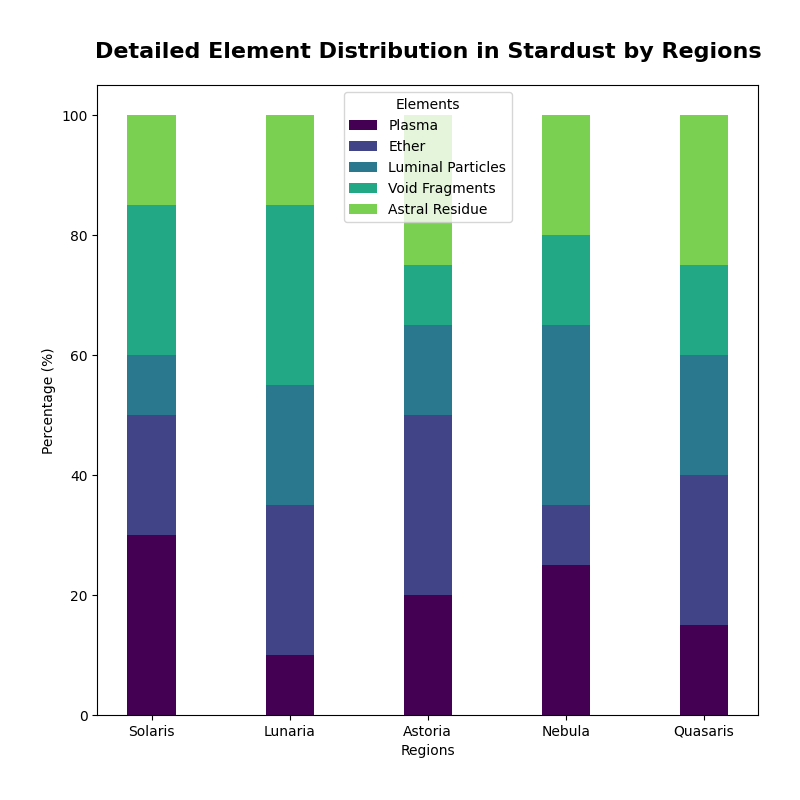 Detailed Element Distribution in Stardust by Regions
Elements
Plasma
Ether
Luminal Particles
Void Fragments
Astral Residue
100
80
60
40
20
0
Percentage (%)
Solaris Lunaria Astoria Nebula Quasaris
Regions